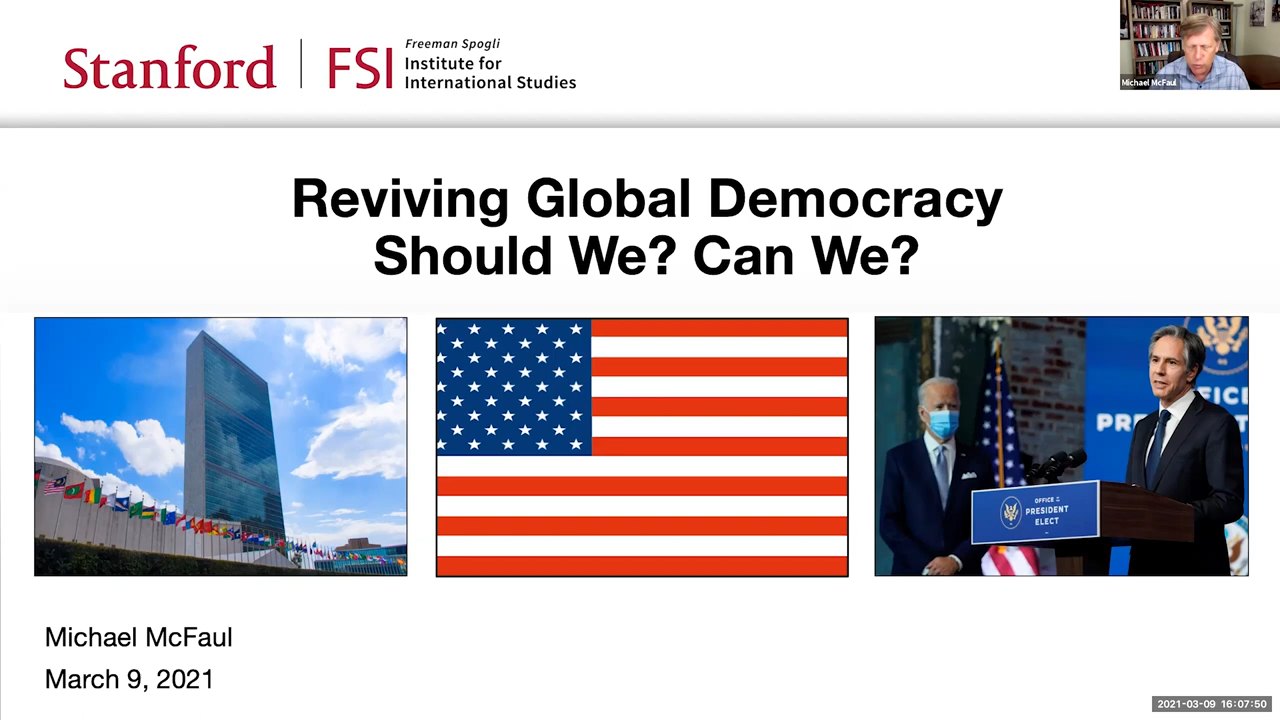 Stanford
FSI
Freeman Spogli
Institute for
International Studies
Michael McFaul
Reviving Global Democracy
Should We? Can We?
OFFICE OF THE
PRESIDENT
ELECT
Michael McFaul
March 9, 2021
2021-03-09 16:07:50